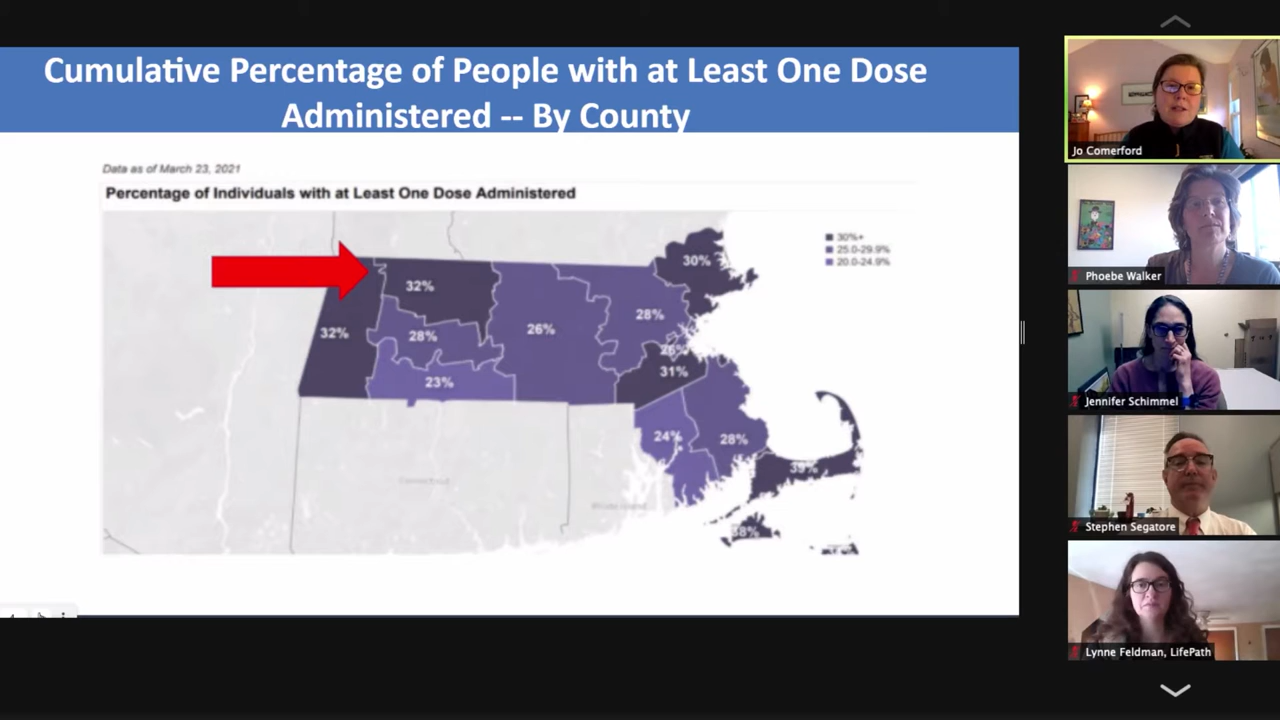 Cumulative Percentage of People with at Least One Dose
Administered -- By County
Data as of March 23, 2021
Percentage of Individuals with at Least One Dose Administered
30%+
25.0-29.9%
20.0-24.9%
30%
32%
28%
32%
28%
26%
26%
31%
23%
24%
28%
39%
Connecticut
Rhode Island
Jo Comerford
Phoebe Walker
Jennifer Schimmel
Stephen Segatore
Lynne Feldman, LifePath